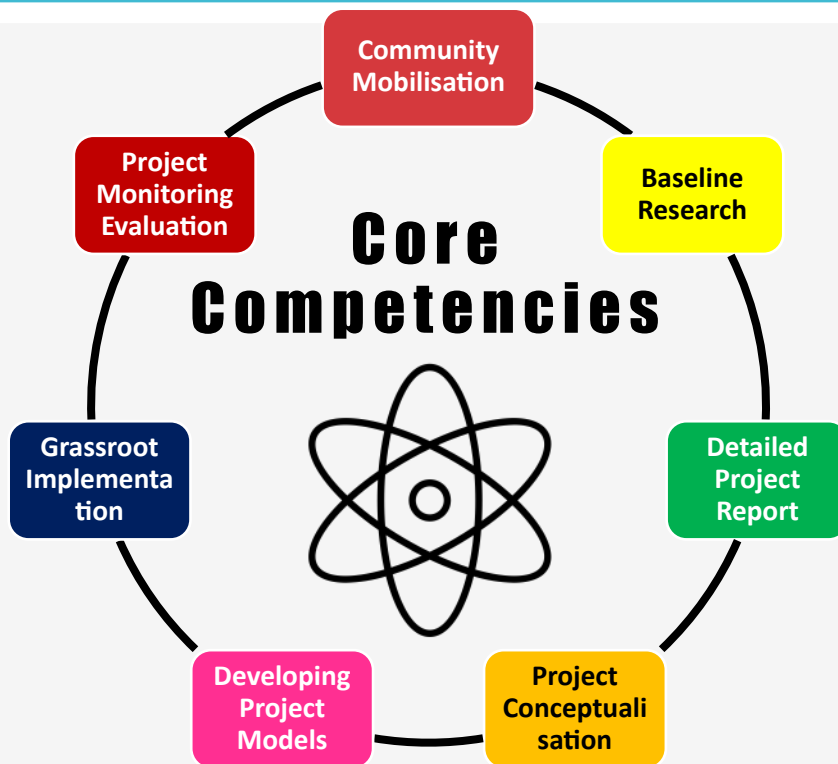 Community
Mobilisation
Project
Monitoring
Evaluation
Baseline
Research
Core
Competencies
Grassroot
Implementa
tion
Detailed
Project
Report
Developing
Project
Models
Project
Conceptuali
sation